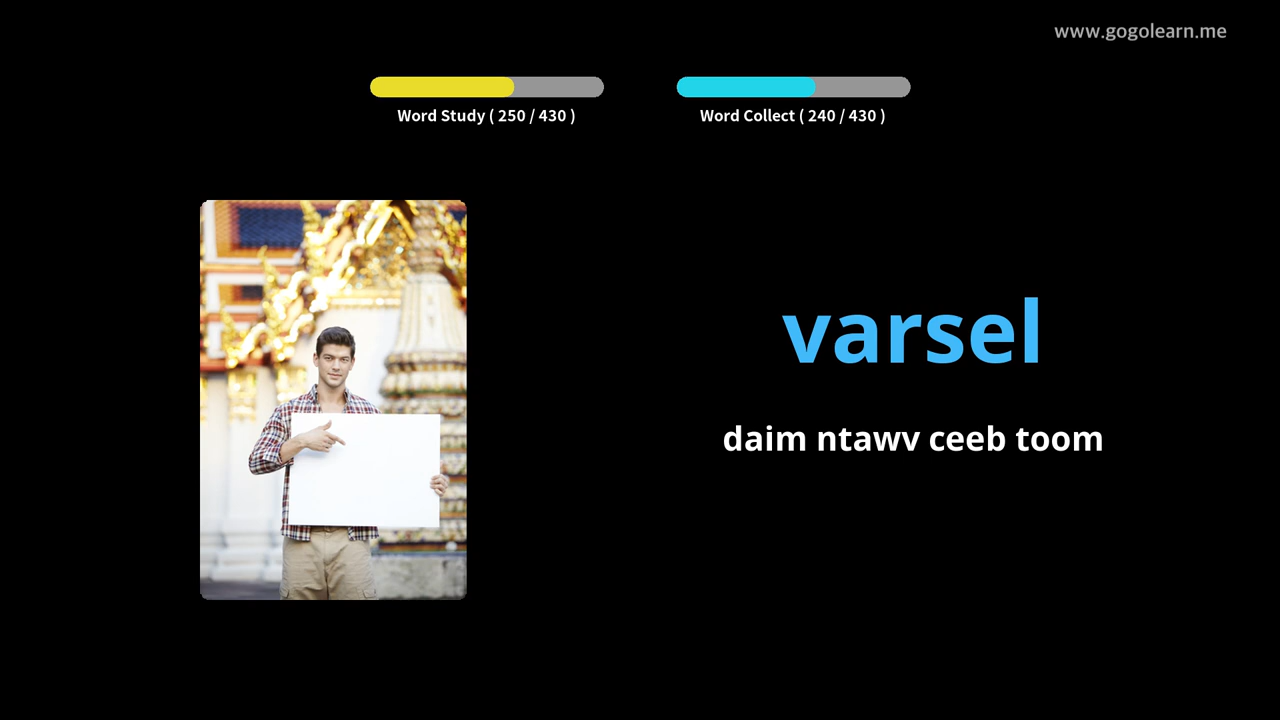 www.gogolearn.me
Word Study ( 250 / 430 )
Word Collect ( 240 / 430 )
varsel
daim ntawv ceeb toom